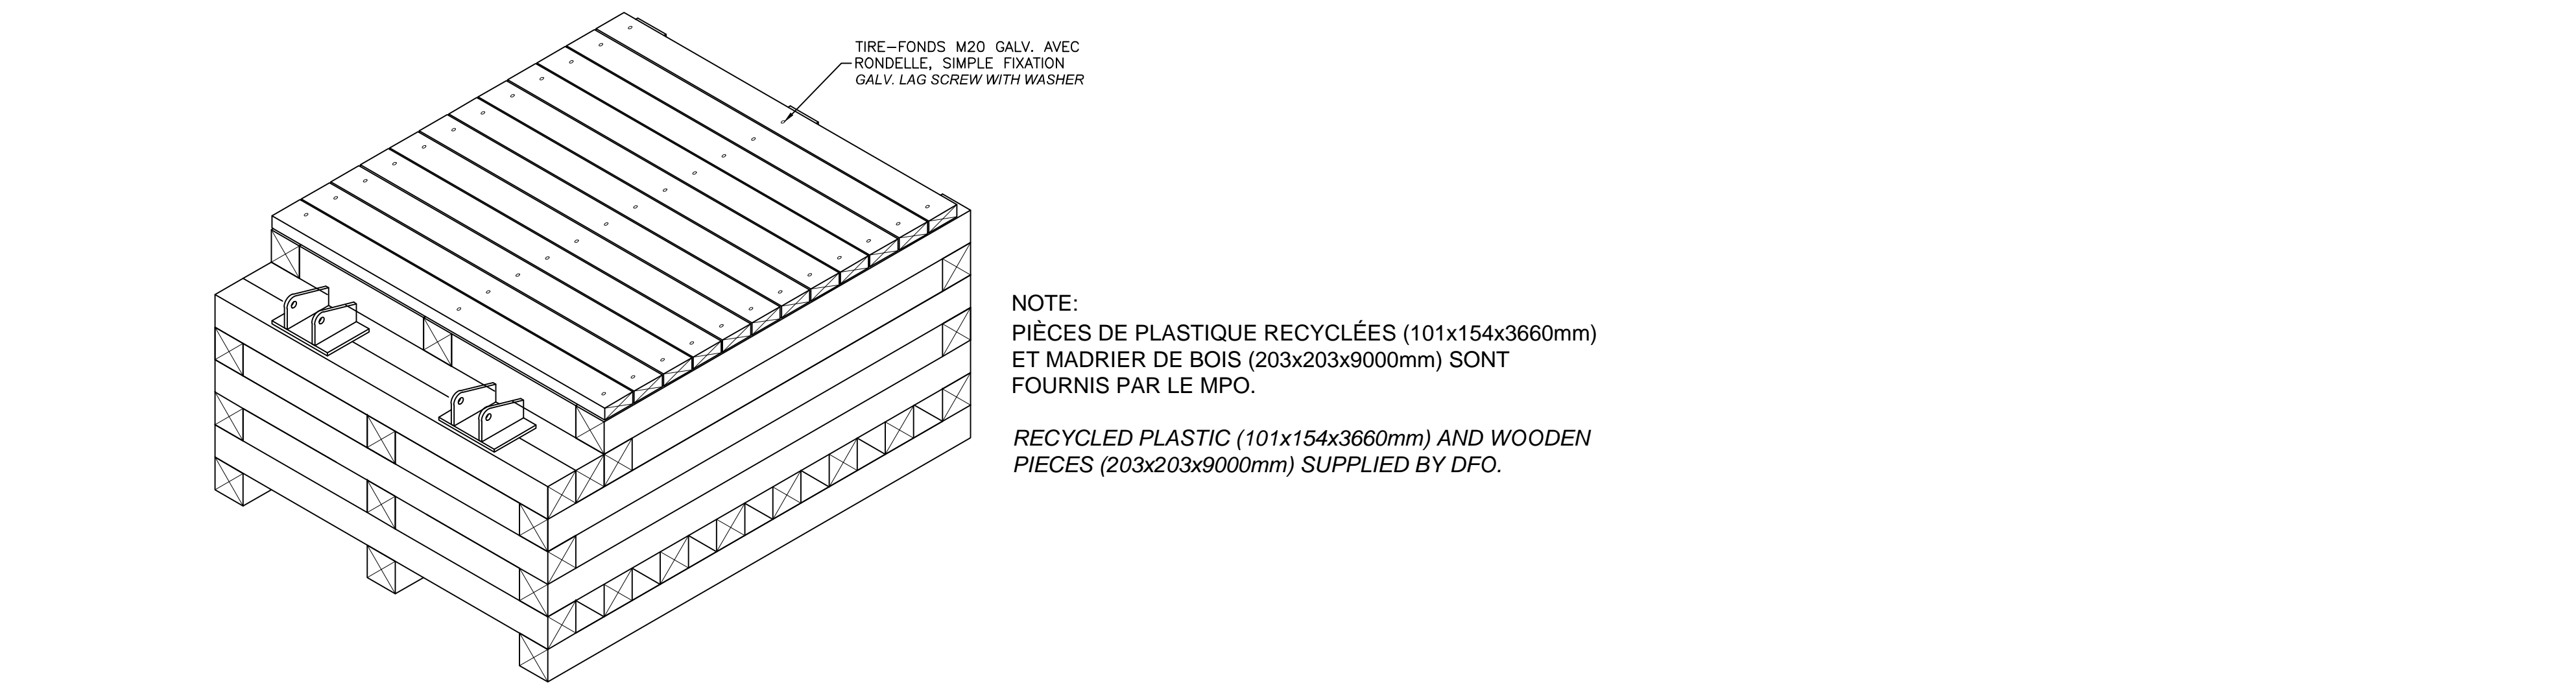 TIRE-FONDS M20 GALV. AVEC
RONDELLE, SIMPLE FIXATION
GALV. LAG SCREW WITH WASHER
NOTE:
PIÈCES DE PLASTIQUE RECYCLÉES (101x154x3660mm)
ET MADRIER DE BOIS (203x203x9000mm) SONT
FOURNIS PAR LE MPO.
RECYCLED PLASTIC (101x154x3660mm) AND WOODEN
PIECES (203x203x9000mm) SUPPLIED BY DFO.